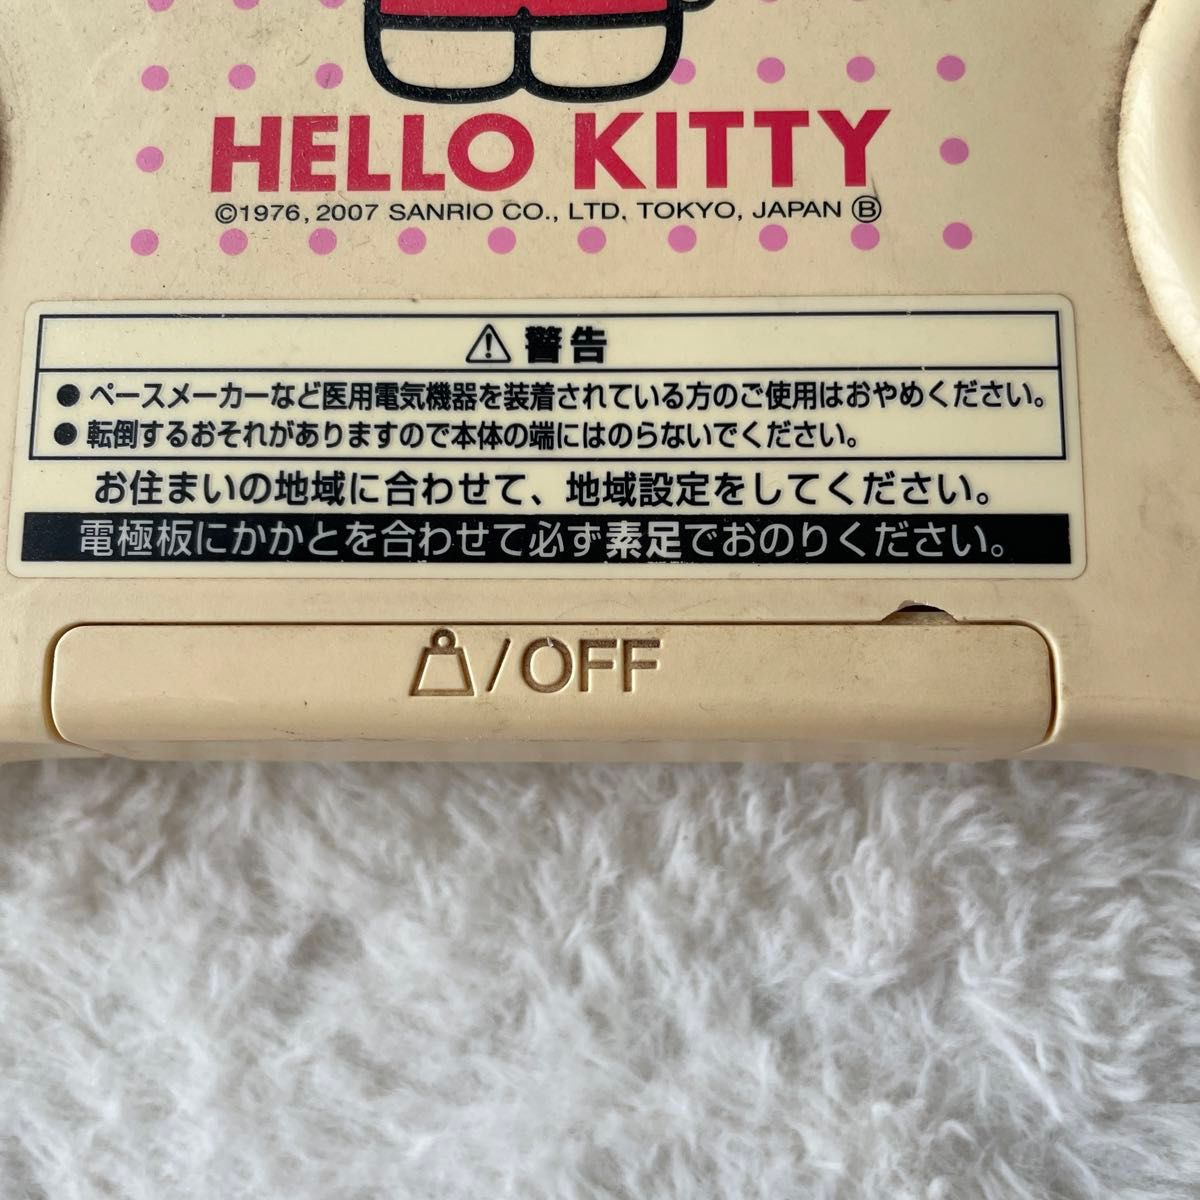 HELLO KITTY
©1976, 2007 SANRIO CO., LTD. TOKYO, JAPAN Ⓑ
警告
● ペースメーカーなど医用電気機器を装着されている方のご使用はおやめください。
● 転倒するおそれがありますので本体の端にはのらないでください。
お住まいの地域に合わせて、地域設定をしてください。
電極板にかかとを合わせて必ず素足でおのりください。
/OFF